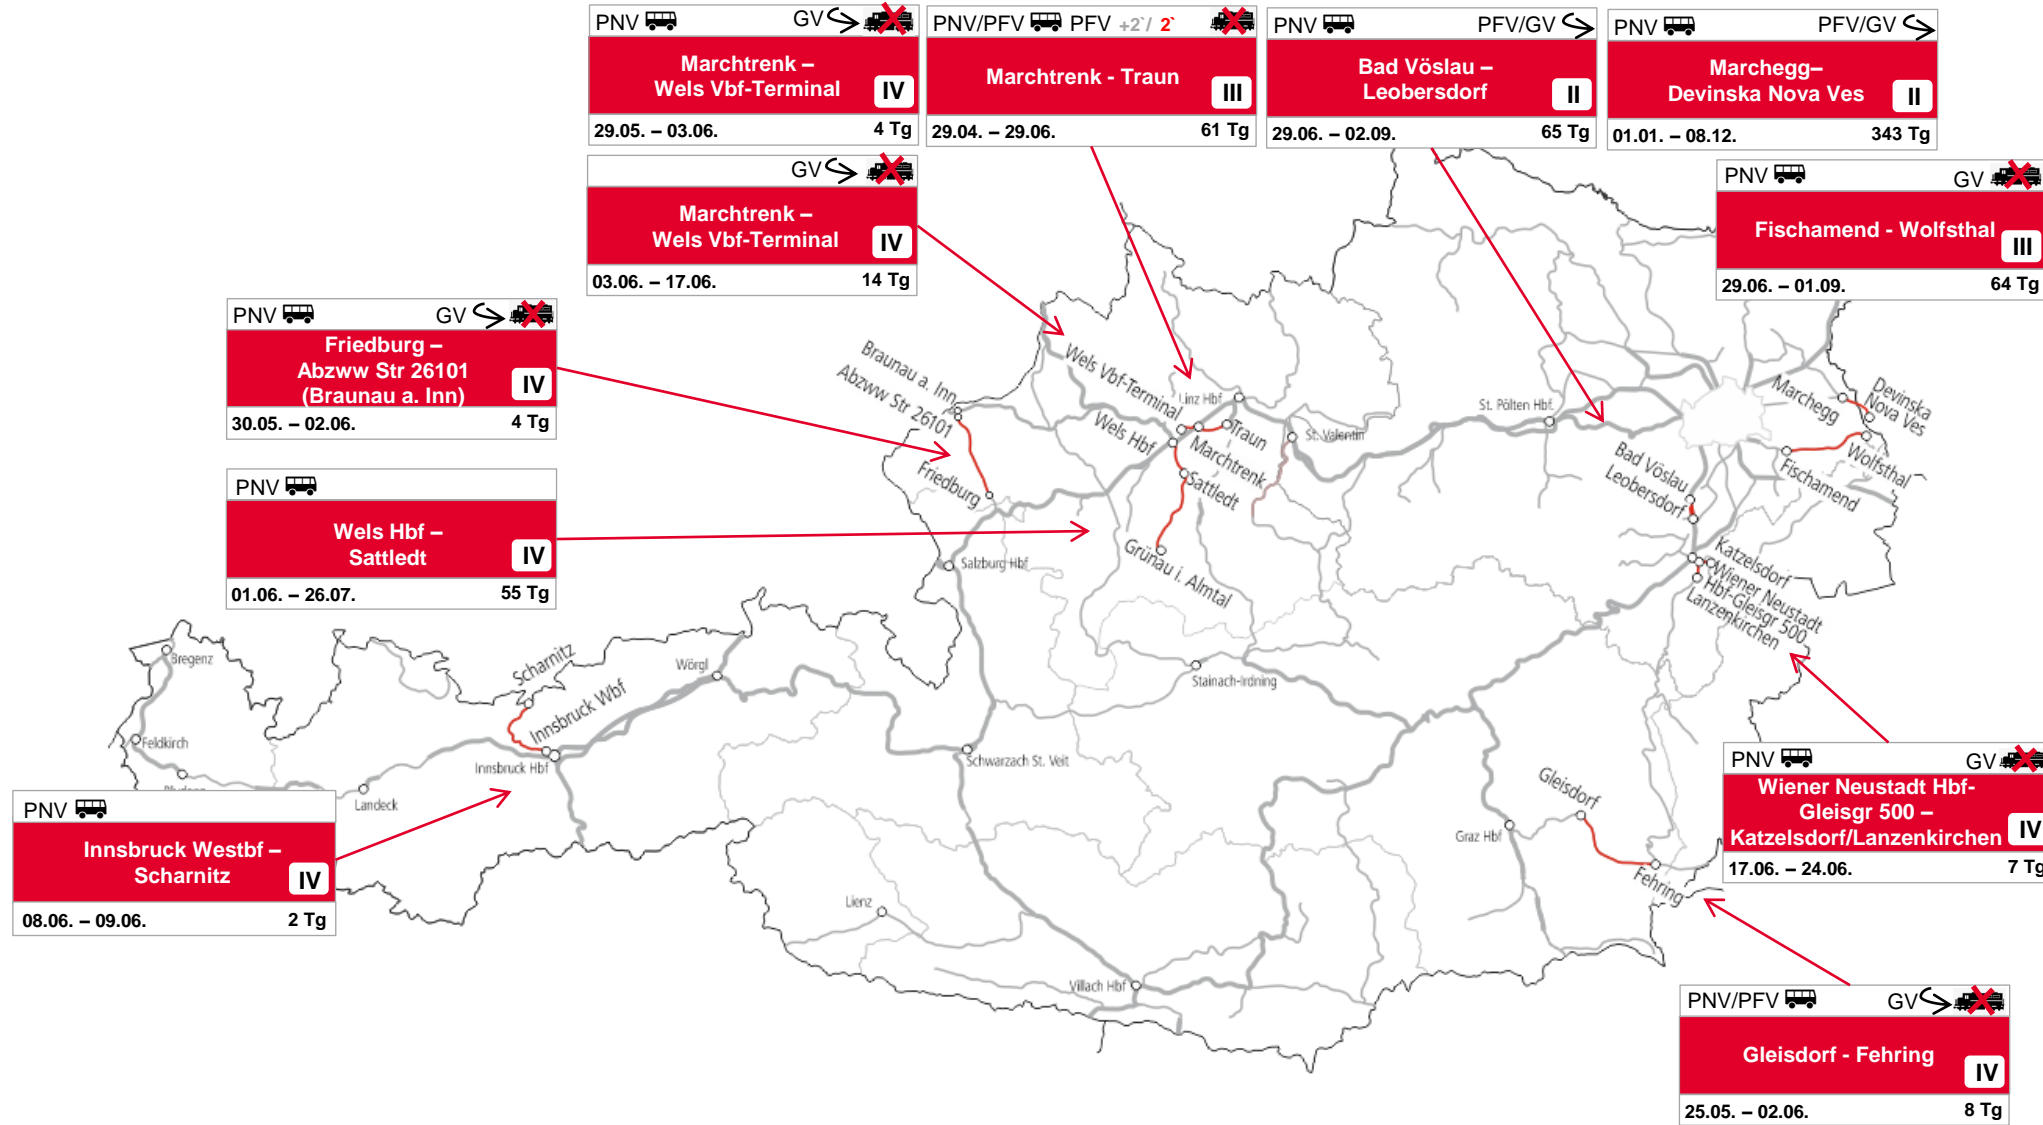 PNV GV
Marchtrenk –
Wels Vbf-Terminal
IV
29.05. – 03.06. 4 Tg
PNV/PFV PFV +2`/ 2`
Marchtrenk - Traun
III
29.04. – 29.06. 61 Tg
PNV PFV/GV
Bad Vöslau –
Leobersdorf
II
29.06. – 02.09. 65 Tg
PNV PFV/GV
Marchegg–
Devinska Nova Ves
II
01.01. – 08.12. 343 Tg
GV
Marchtrenk –
Wels Vbf-Terminal
IV
03.06. – 17.06. 14 Tg
PNV GV
Fischamend - Wolfsthal
III
29.06. – 01.09. 64 Tg
PNV GV
Friedburg –
Abzww Str 26101
(Braunau a. Inn)
IV
30.05. – 02.06. 4 Tg
PNV
Wels Hbf –
Sattledt
IV
01.06. – 26.07. 55 Tg
PNV
Innsbruck Westbf –
Scharnitz
IV
08.06. – 09.06. 2 Tg
PNV GV
Wiener Neustadt Hbf-
Gleisgr 500 –
Katzelsdorf/Lanzenkirchen
IV
17.06. – 24.06. 7 Tg
PNV/PFV GV
Gleisdorf - Fehring
IV
25.05. – 02.06. 8 Tg
Braunau a. Inn
Abzww Str 26101
Friedburg
Wels Vbf-Terminal
Wels Hbf
Linz Hbf
Traun
Marchtrenk
Sattledt
Grünau i. Almtal
St. Valentin
St. Pölten Hbf.
Marchegg
Devinska
Nova Ves
Wolfsthal
Fischamend
Bad Vöslau
Leobersdorf
Katzelsdorf
Wiener Neustadt
Hbf-Gleisgr 500
Lanzenkirchen
Salzburg Hbf
Bregenz
Feldkirch
Landeck
Scharnitz
Innsbruck Wbf
Innsbruck Hbf
Wörgl
Stainach-Irdning
Schwarzach St. Veit
Lienz
Villach Hbf
Graz Hbf
Gleisdorf
Fehring